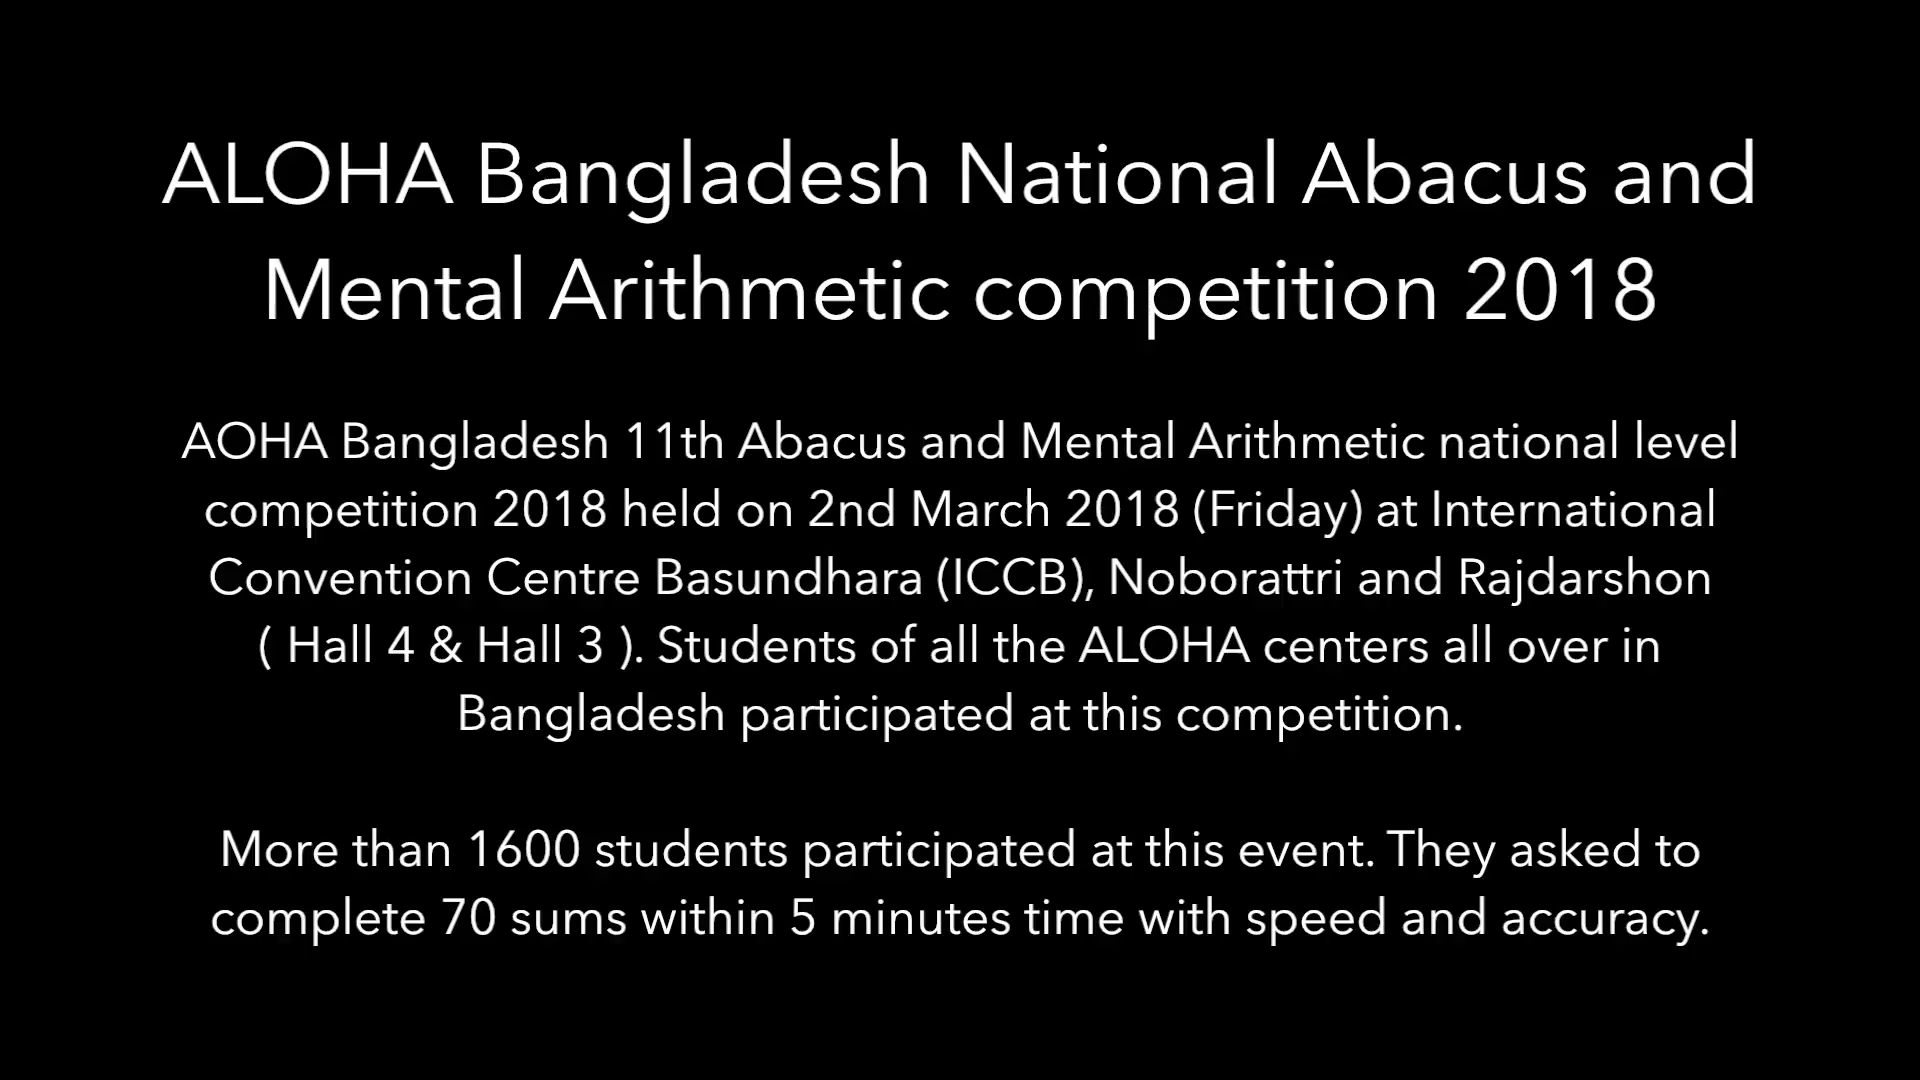 ALOHA Bangladesh National Abacus and
Mental Arithmetic competition 2018
AOHA Bangladesh 11th Abacus and Mental Arithmetic national level
competition 2018 held on 2nd March 2018 (Friday) at International
Convention Centre Basundhara (ICCB), Noborattri and Rajdarshon
( Hall 4 & Hall 3 ). Students of all the ALOHA centers all over in
Bangladesh participated at this competition.
More than 1600 students participated at this event. They asked to
complete 70 sums within 5 minutes time with speed and accuracy.